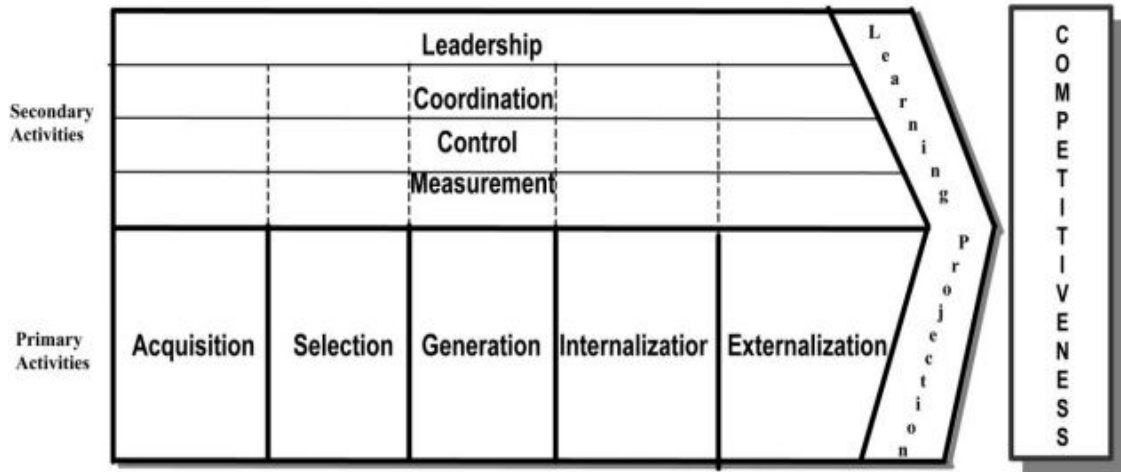 Leadership
Secondary
Activities
Coordination
Control
Measurement
Primary
Activities
Acquisition
Selection
Generation
Internalizatior
Externalization
Learning
Projection
COMPETITIVENESS